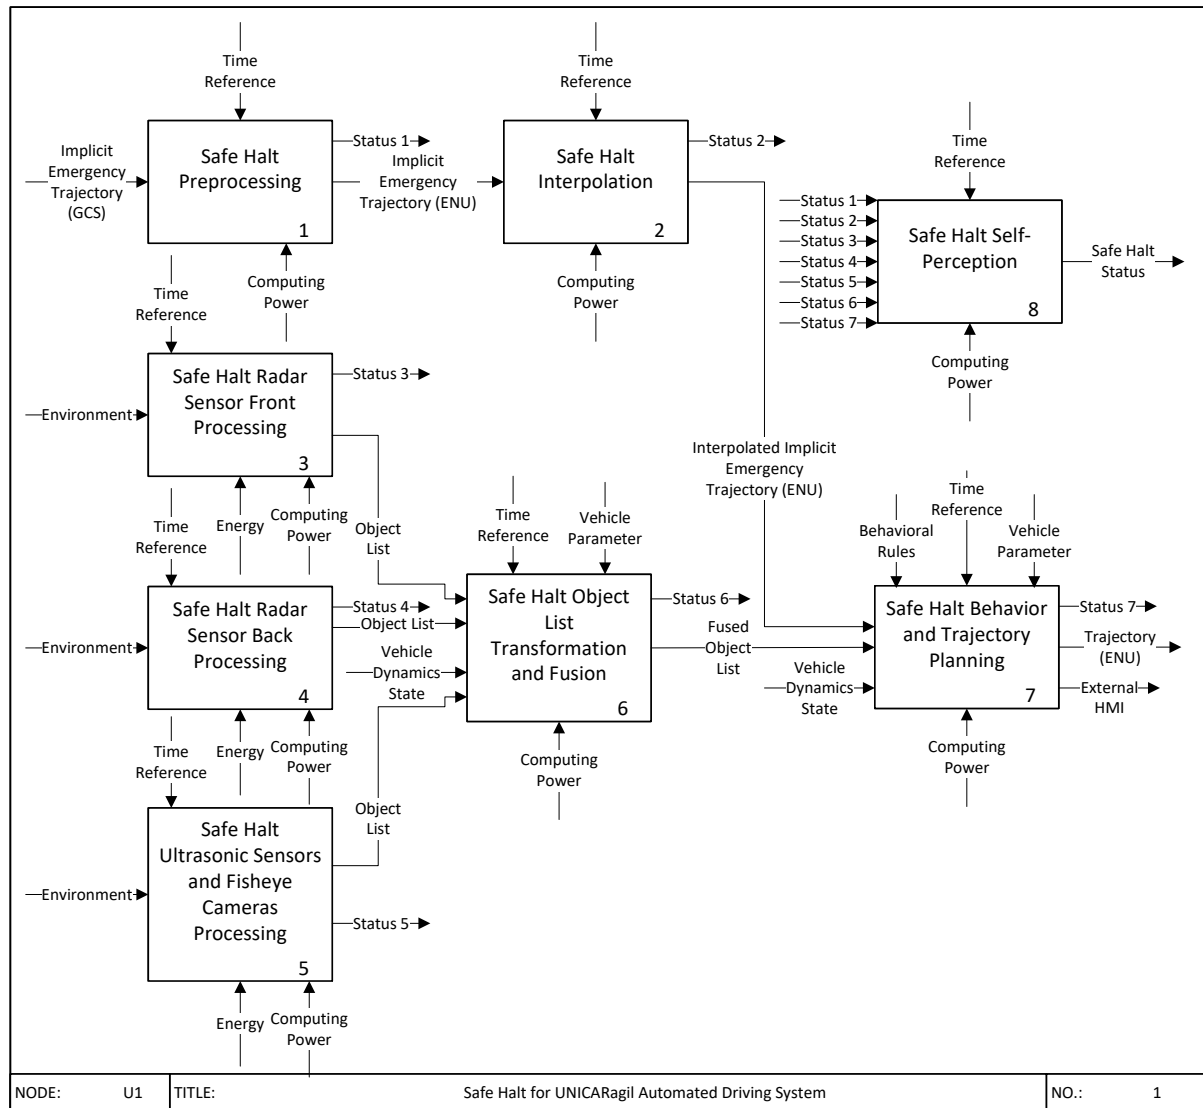 Time
Reference
Time
Reference
Implicit
Emergency
Trajectory
(GCS)
Safe Halt
Preprocessing
1
Status 1
Implicit
Emergency
Trajectory (ENU)
Computing
Power
Safe Halt
Interpolation
2
Status 2
Computing
Power
Time
Reference
Status 1
Status 2
Status 3
Status 4
Status 5
Status 6
Status 7
Safe Halt Self-
Perception
8
Safe Halt
Status
Computing
Power
Time
Reference
Environment
Safe Halt Radar
Sensor Front
Processing
3
Status 3
Object
List
Energy
Computing
Power
Interpolated Implicit
Emergency
Trajectory (ENU)
Time
Reference
Environment
Safe Halt Radar
Sensor Back
Processing
4
Status 4
Object List
Energy
Computing
Power
Time
Reference
Vehicle
Parameter
Vehicle
Dynamics
State
Safe Halt Object
List
Transformation
and Fusion
6
Status 6
Fused
Object
List
Computing
Power
Behavioral
Rules
Time
Reference
Vehicle
Parameter
Vehicle
Dynamics
State
Safe Halt Behavior
and Trajectory
Planning
7
Status 7
Trajectory
(ENU)
External
HMI
Computing
Power
Time
Reference
Environment
Safe Halt
Ultrasonic Sensors
and Fisheye
Cameras
Processing
5
Object
List
Status 5
Energy
Computing
Power
NODE: U1 TITLE: Safe Halt for UNICARagil Automated Driving System NO.: 1